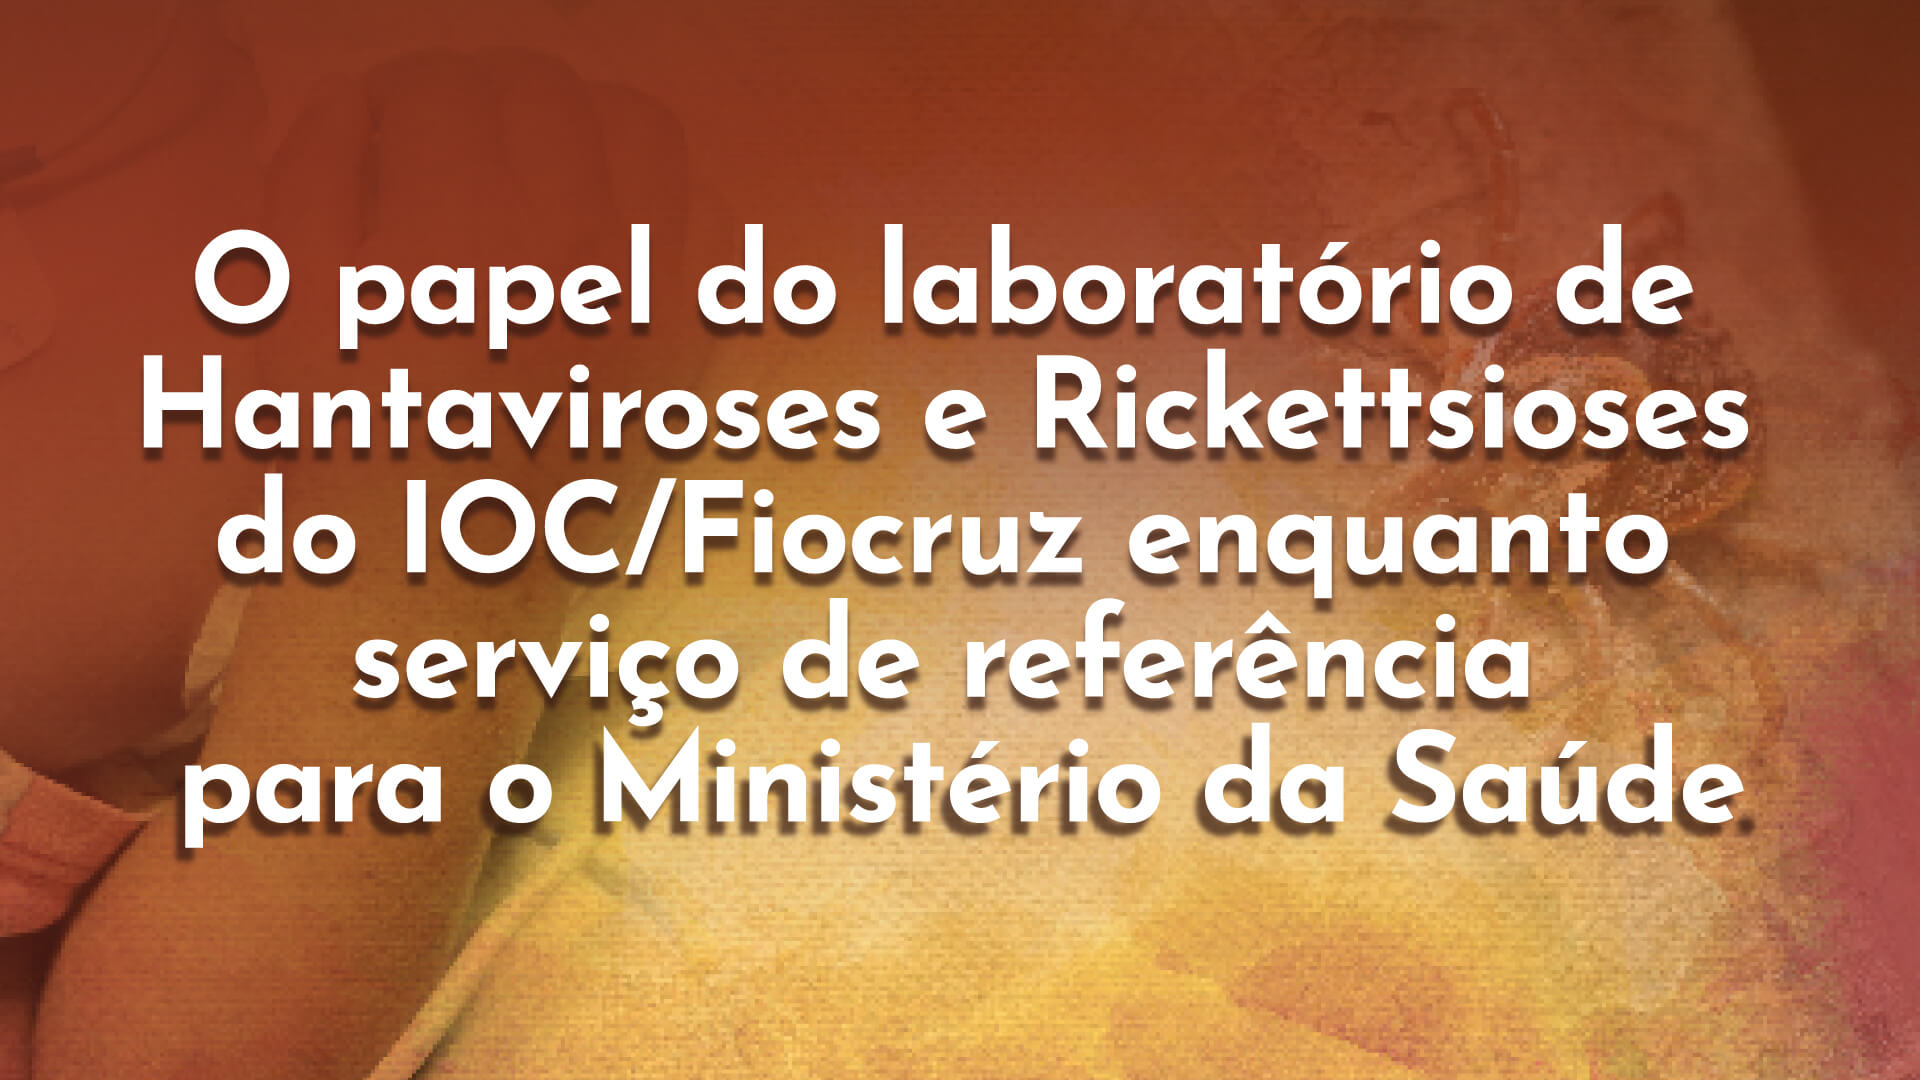 O papel do laboratório de
Hantaviroses e Rickettsioses
do IOC/Fiocruz enquanto
serviço de referência
para o Ministério da Saúde.